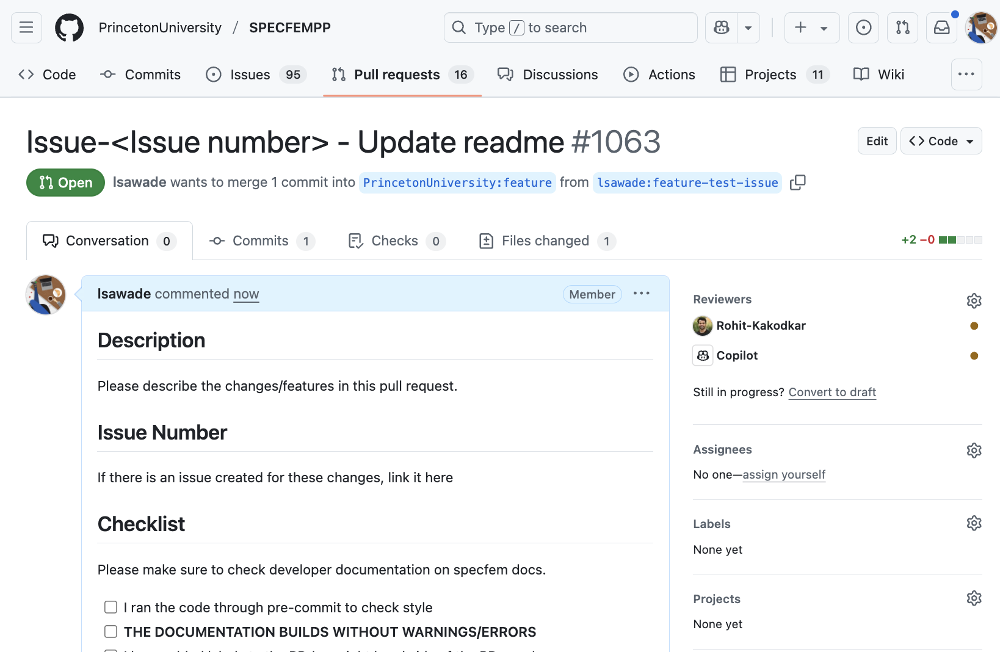 PrincetonUniversity / SPECFEMPP
Type / to search
Code
Commits
Issues 95
Pull requests 16
Discussions
Actions
Projects 11
Wiki
Issue-<Issue number> - Update readme #1063
Edit
Code
Open
lsawade wants to merge 1 commit into PrincetonUniversity:feature from lsawade:feature-test-issue
Conversation 0
Commits 1
Checks 0
Files changed 1
+2 −0
lsawade commented now
Member
Description
Please describe the changes/features in this pull request.
Issue Number
If there is an issue created for these changes, link it here
Checklist
Please make sure to check developer documentation on specfem docs.
I ran the code through pre-commit to check style
THE DOCUMENTATION BUILDS WITHOUT WARNINGS/ERRORS
Reviewers
Rohit-Kakodkar
Copilot
Still in progress? Convert to draft
Assignees
No one—assign yourself
Labels
None yet
Projects
None yet